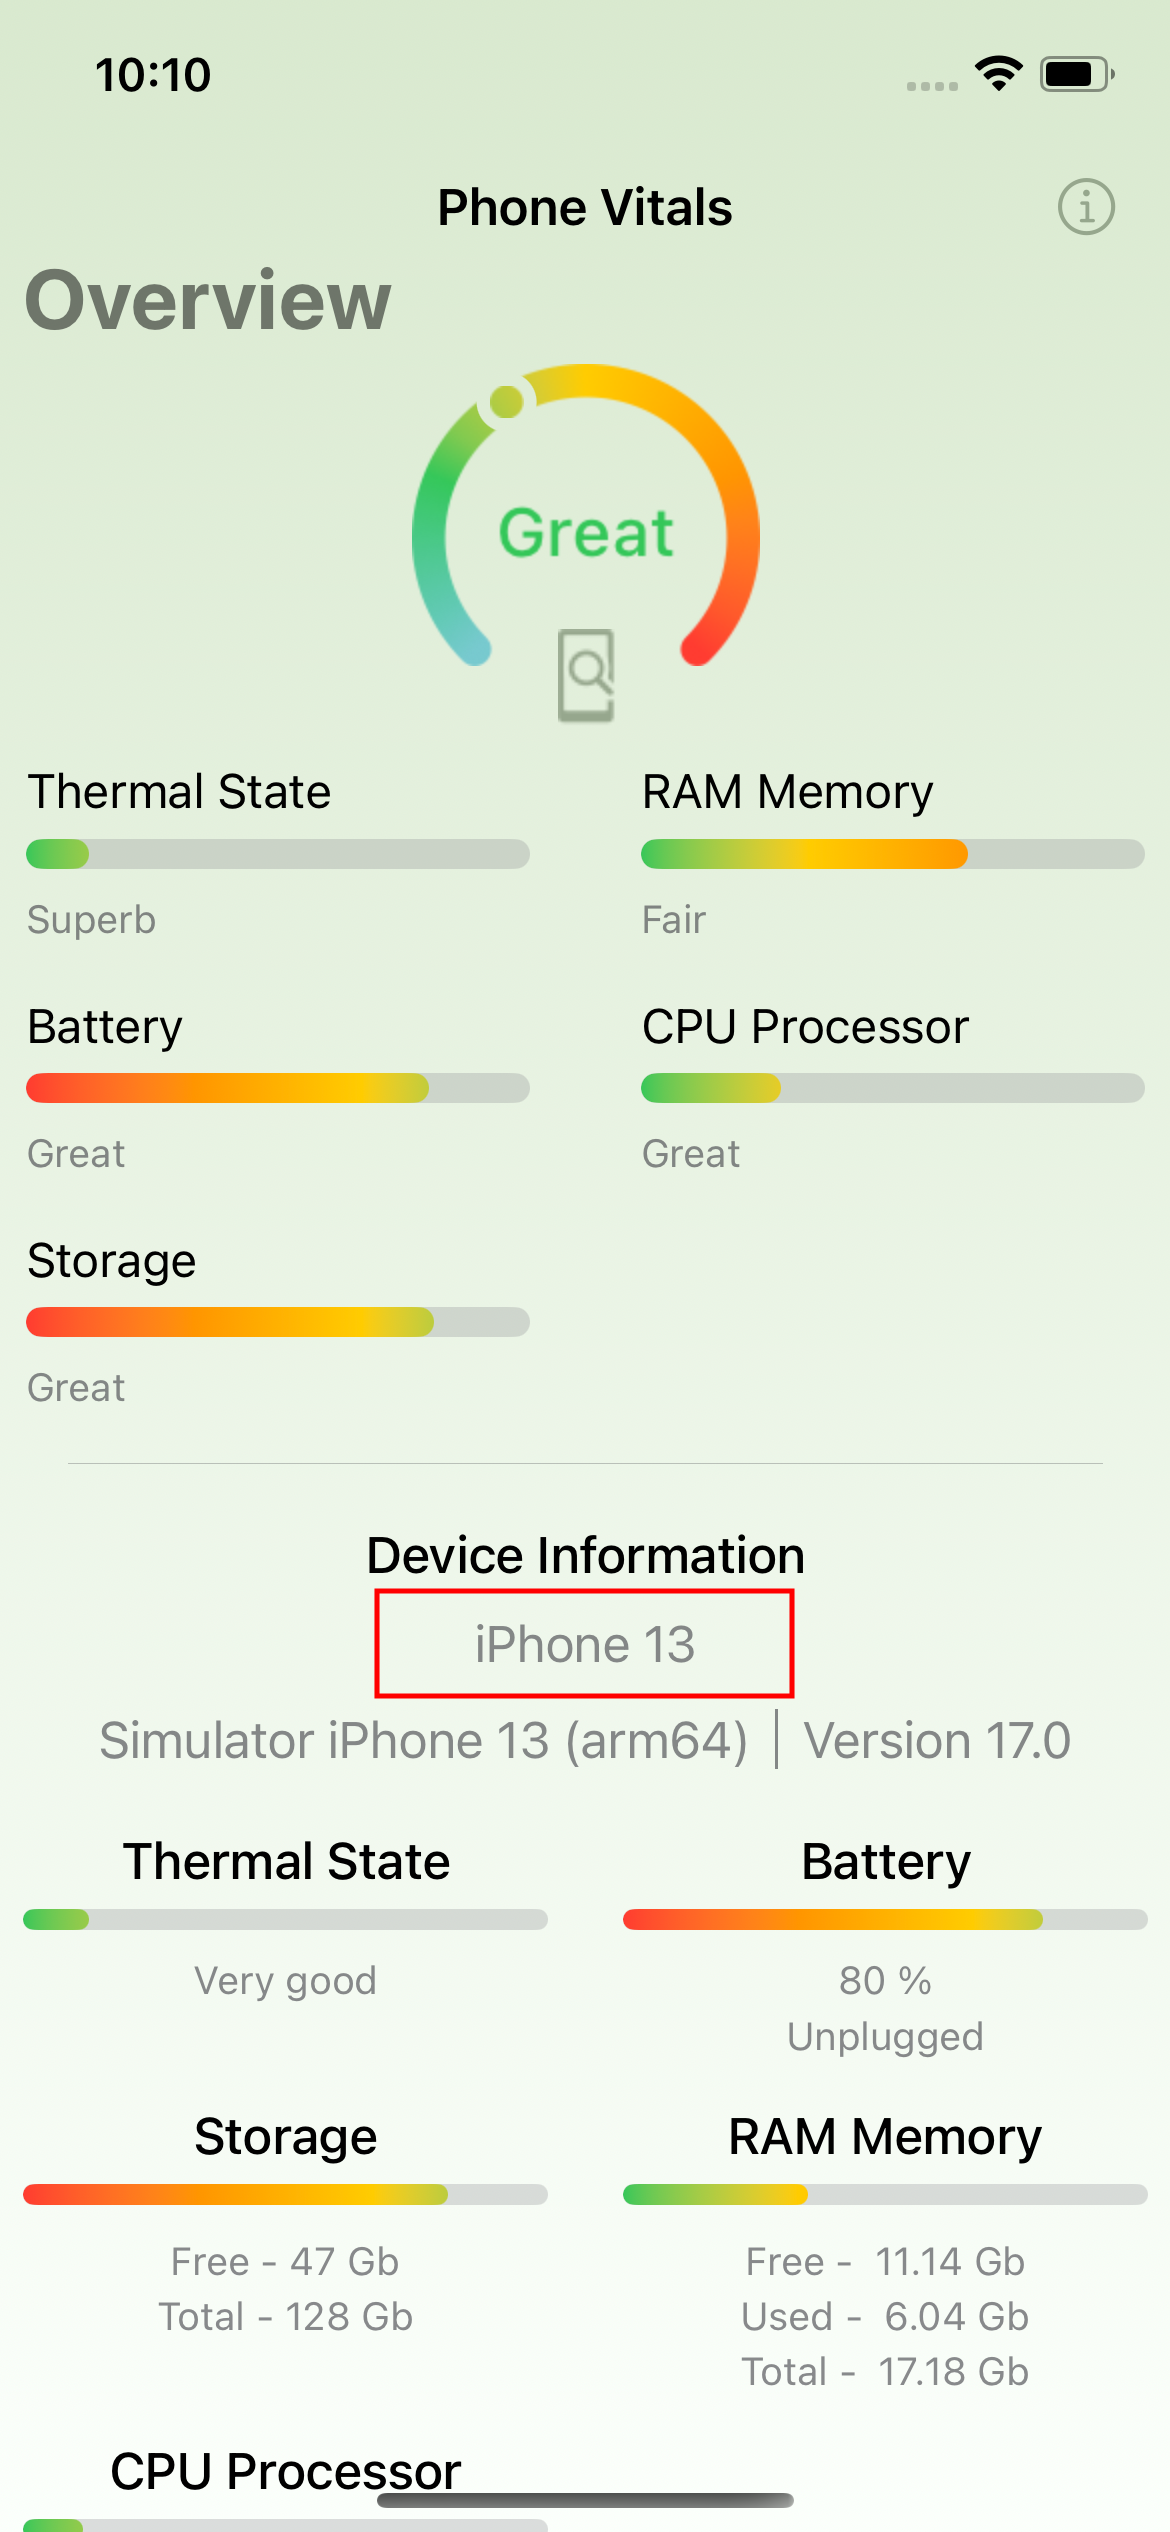 10:10
Phone Vitals
Overview
Great
Thermal State
RAM Memory
Superb
Fair
Battery
CPU Processor
Great
Great
Storage
Great
Device Information
iPhone 13
Simulator iPhone 13 (arm64) | Version 17.0
Thermal State
Battery
Very good
80 %
Unplugged
Storage
RAM Memory
Free - 47 Gb
Total - 128 Gb
Free - 11.14 Gb
Used - 6.04 Gb
Total - 17.18 Gb
CPU Processor